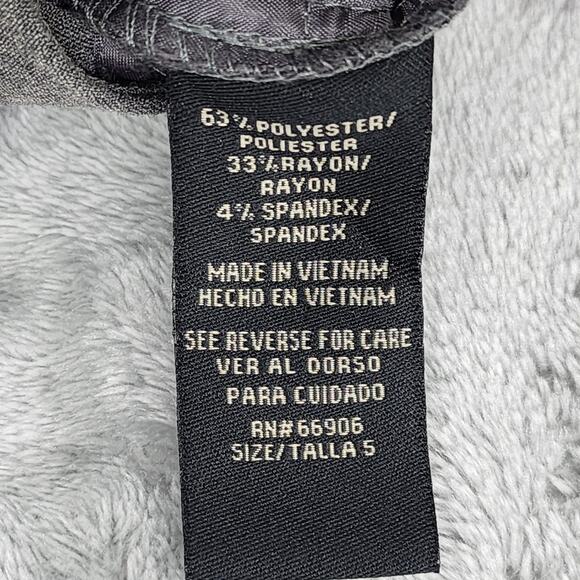 63% POLYESTER/
POLIESTER
33% RAYON/
RAYON
4% SPANDEX/
SPANDEX
MADE IN VIETNAM
HECHO EN VIETNAM
SEE REVERSE FOR CARE
VER AL DORSO
PARA CUIDADO
RN#66906
SIZE/TALLA 5